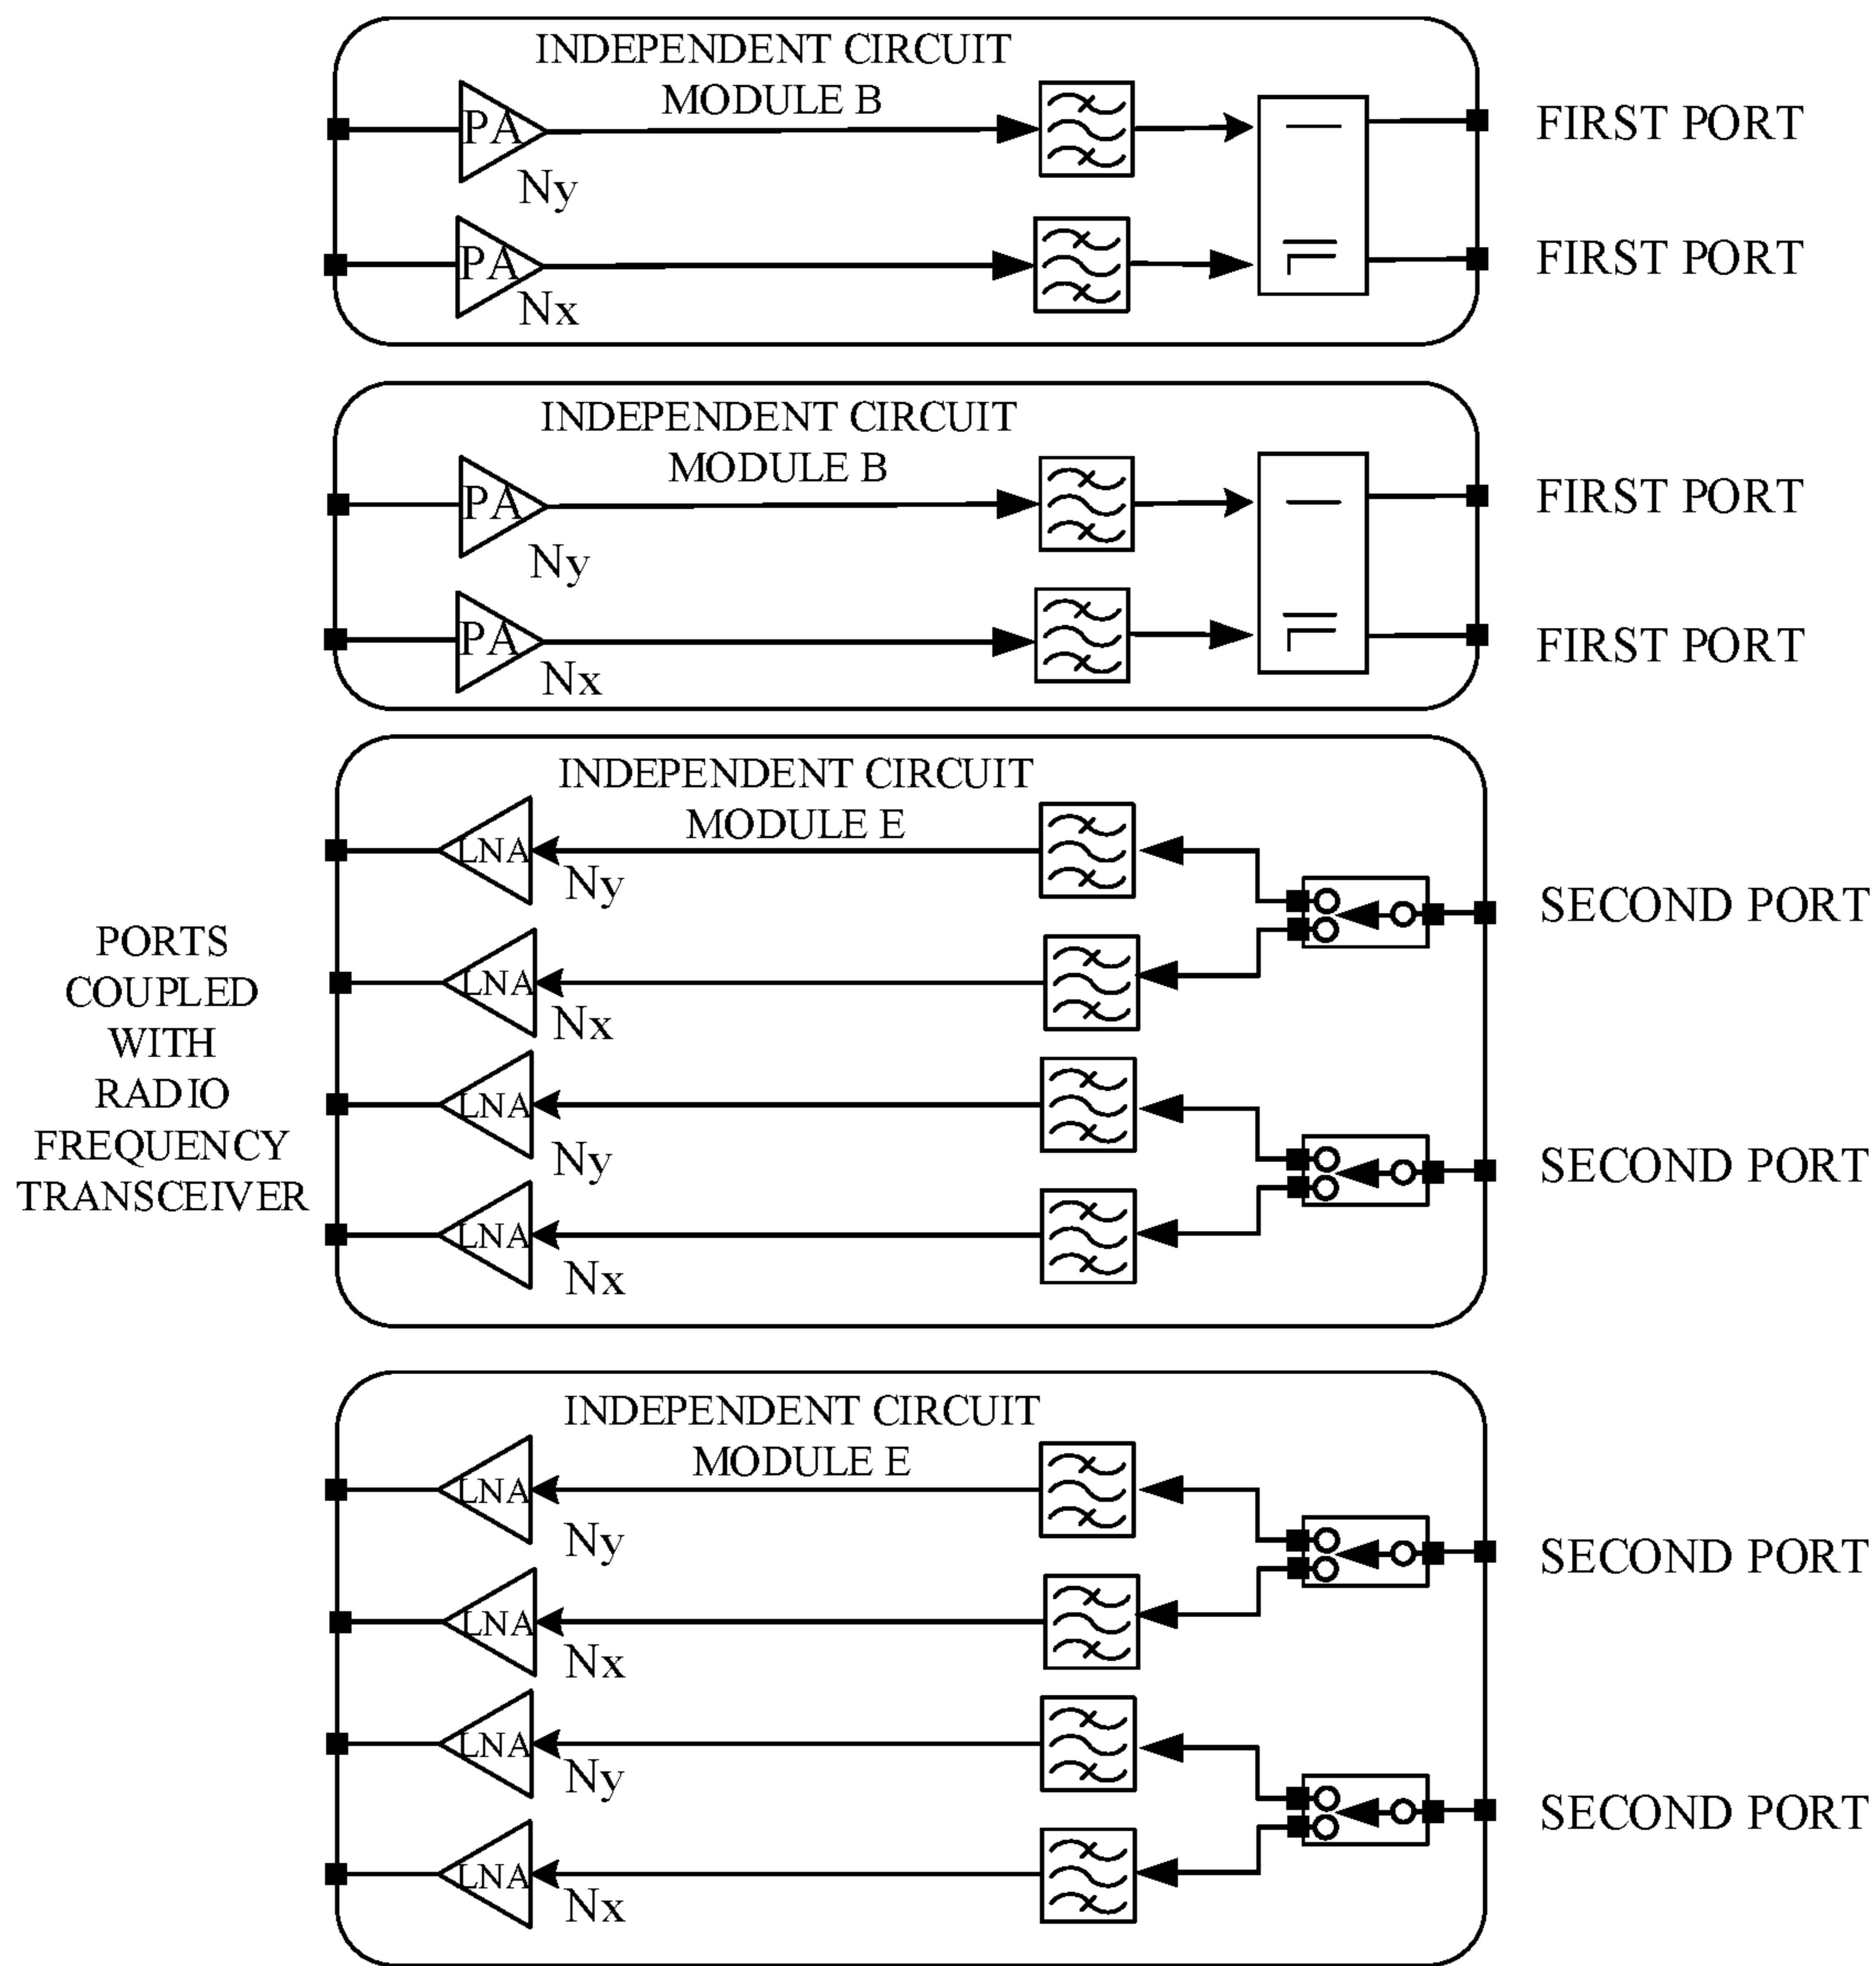 INDEPENDENT CIRCUIT
MODULE B
PA
Ny
PA
Nx
FIRST PORT
FIRST PORT
INDEPENDENT CIRCUIT
MODULE B
PA
Ny
PA
Nx
FIRST PORT
FIRST PORT
PORTS
COUPLED
WITH
RADIO
FREQUENCY
TRANSCEIVER
INDEPENDENT CIRCUIT
MODULE E
LNA
Ny
LNA
Nx
LNA
Ny
LNA
Nx
SECOND PORT
SECOND PORT
INDEPENDENT CIRCUIT
MODULE E
LNA
Ny
LNA
Nx
LNA
Ny
LNA
Nx
SECOND PORT
SECOND PORT